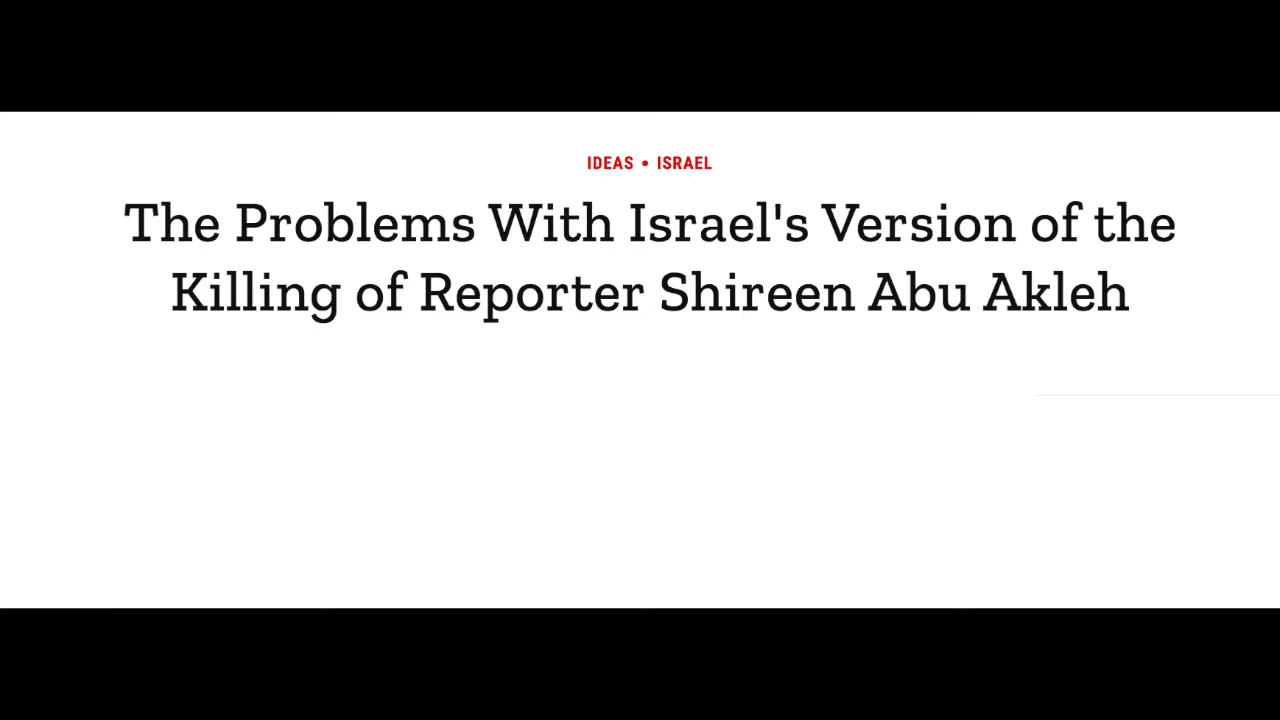 IDEAS • ISRAEL
The Problems With Israel's Version of the
Killing of Reporter Shireen Abu Akleh